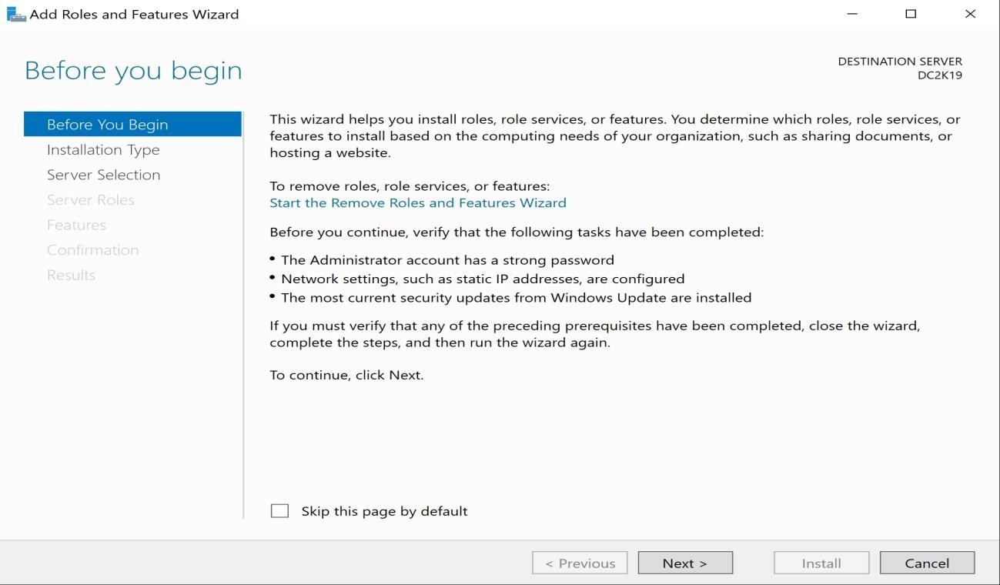 Add Roles and Features Wizard
Before you begin
DESTINATION SERVER
DC2K19
Before You Begin
Installation Type
Server Selection
Server Roles
Features
Confirmation
Results
This wizard helps you install roles, role services, or features. You determine which roles, role services, or
features to install based on the computing needs of your organization, such as sharing documents, or
hosting a website.
To remove roles, role services, or features:
Start the Remove Roles and Features Wizard
Before you continue, verify that the following tasks have been completed:
• The Administrator account has a strong password
• Network settings, such as static IP addresses, are configured
• The most current security updates from Windows Update are installed
If you must verify that any of the preceding prerequisites have been completed, close the wizard,
complete the steps, and then run the wizard again.
To continue, click Next.
Skip this page by default
< Previous
Next >
Install
Cancel